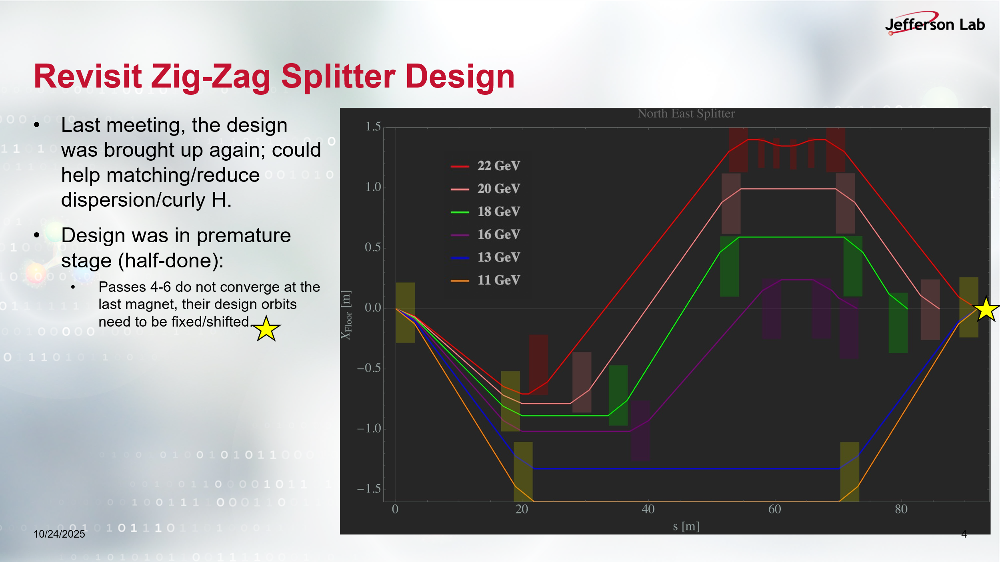 Jefferson Lab
Revisit Zig-Zag Splitter Design
• Last meeting, the design
was brought up again; could
help matching/reduce
dispersion/curly H.
• Design was in premature
stage (half-done):
• Passes 4-6 do not converge at the
last magnet, their design orbits
need to be fixed/shifted.
North East Splitter
1.5
1.0
0.5
0.0
−0.5
−1.0
−1.5
XFloor [m]
22 GeV
20 GeV
18 GeV
16 GeV
13 GeV
11 GeV
0 20 40 60 80
s [m]
10/24/2025
4